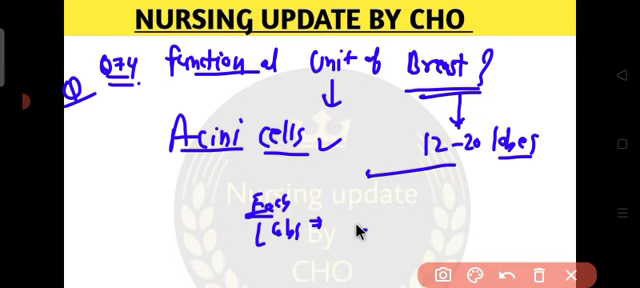 NURSING UPDATE BY CHO
Q Q74 functional Unit of Breast?
Acini cells
12-20 lobes
Each
Nursing update
By
CHO